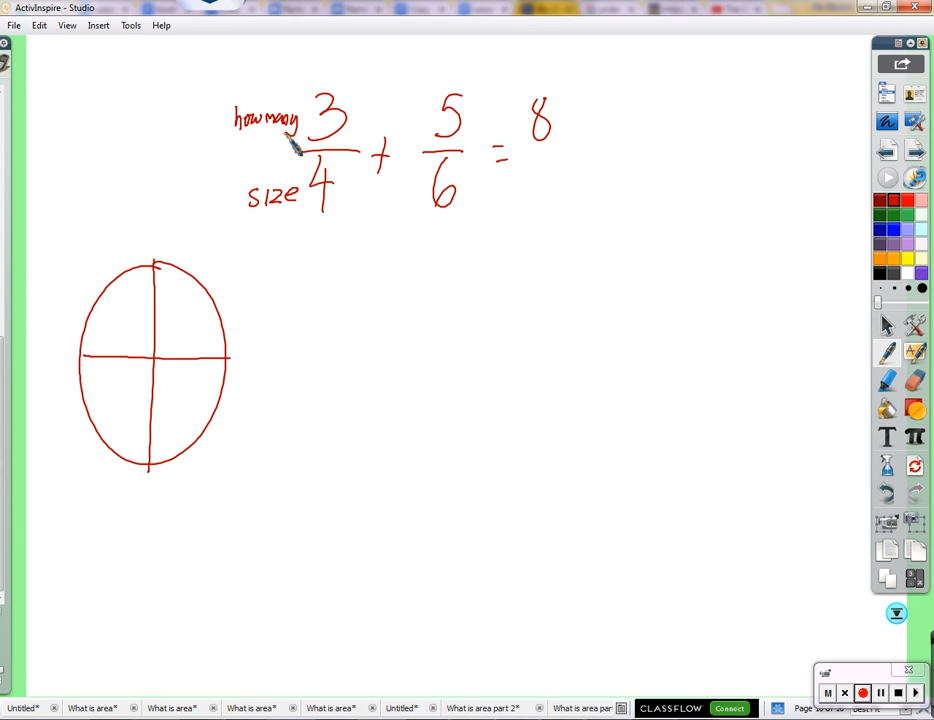 ActivInspire - Studio
File Edit View Insert Tools Help
how many 3 5 8
+ =
size 4 6
T π
M
Untitled* What is area* What is area* What is area* What is area* Untitled* What is area part 2* What is area par
CLASSFLOW Connect
Best Fit